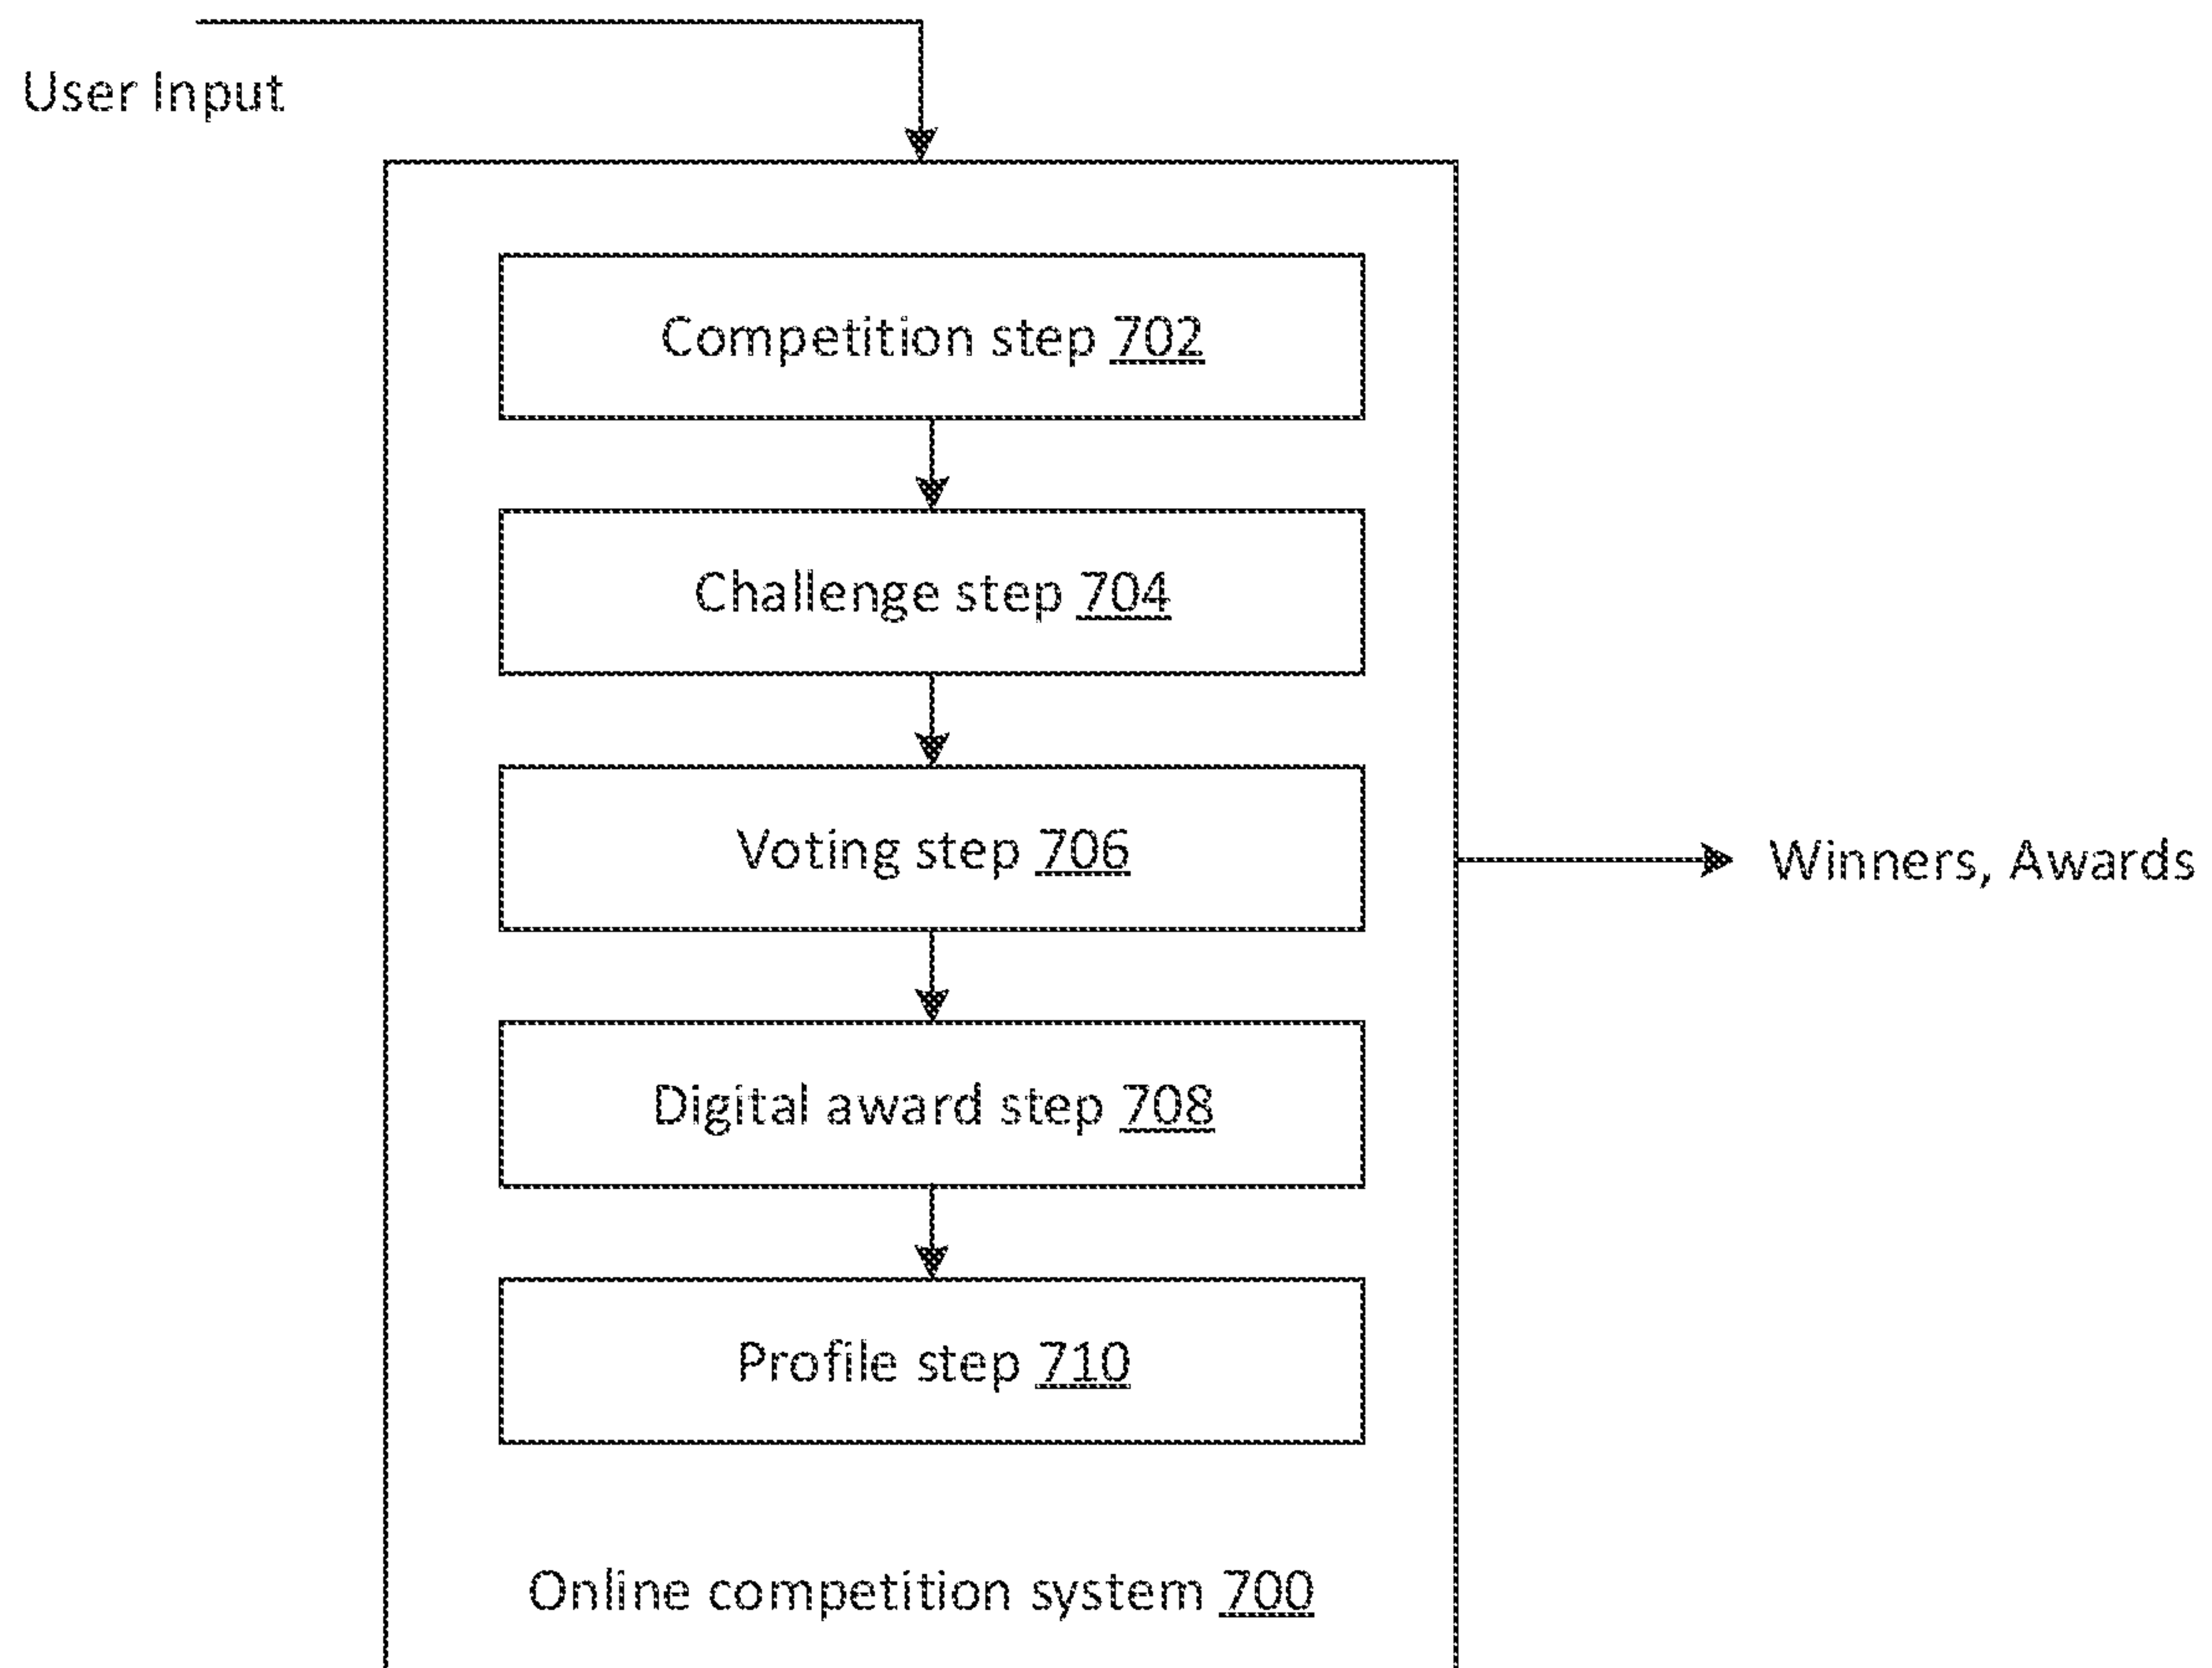 User Input
Competition step 702
Challenge step 704
Voting step 706
Winners, Awards
Digital award step 708
Profile step 710
Online competition system 700